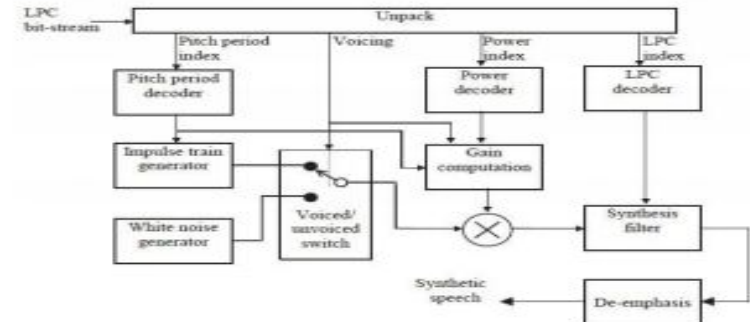 LPC
bit-stream
Unpack
Pitch period
index
Voicing
Power
index
LPC
index
Pitch period
decoder
Power
decoder
LPC
decoder
Impulse train
generator
Gain
computation
White noise
generator
Voiced/
unvoiced
switch
Synthesis
filter
Synthetic
speech
De-emphasis